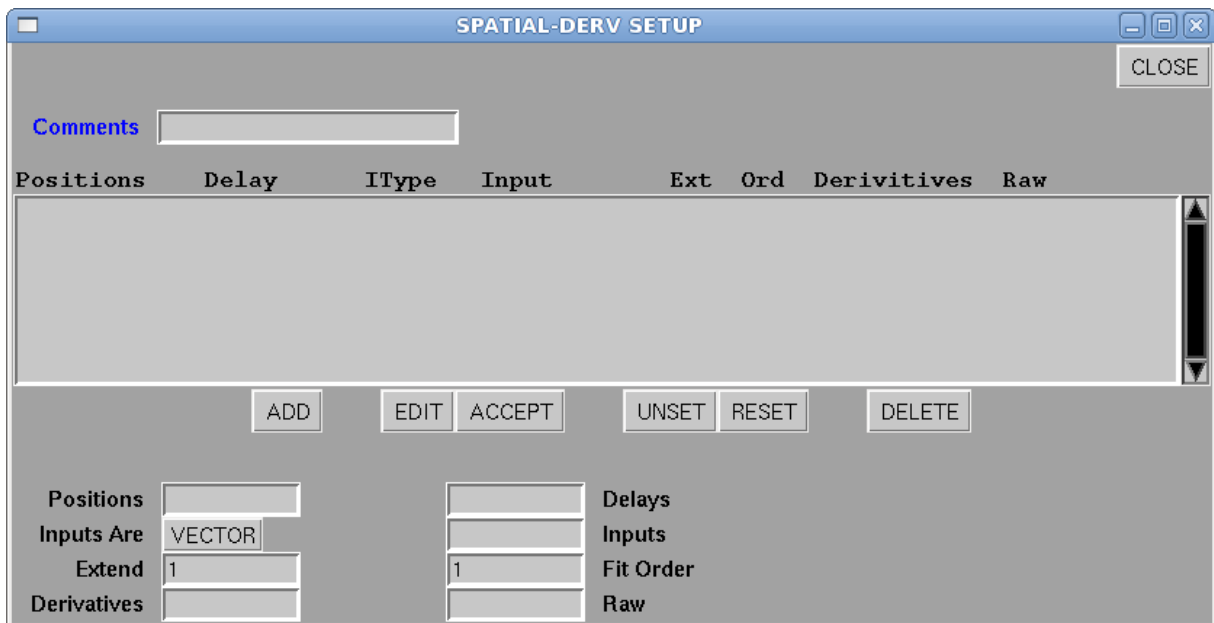 SPATIAL-DERV SETUP
CLOSE
Comments
Positions Delay IType Input Ext Ord Derivitives Raw
ADD EDIT ACCEPT UNSET RESET DELETE
Positions Delays
Inputs Are VECTOR Inputs
Extend 1 1 Fit Order
Derivatives Raw